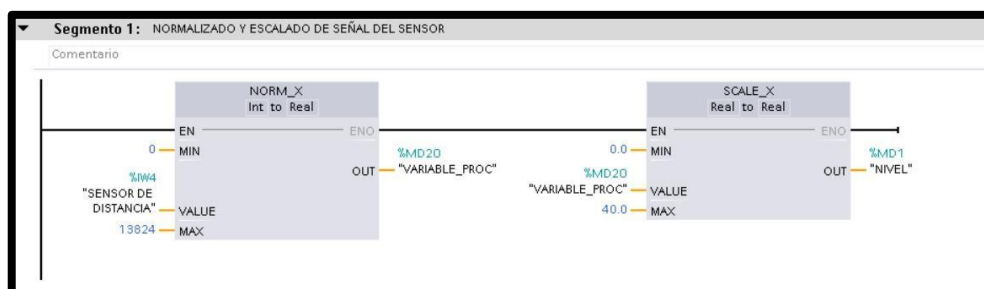 Segmento 1: NORMALIZADO Y ESCALADO DE SEÑAL DEL SENSOR
Comentario
NORM_X
Int to Real
EN
ENO
0
MIN
%MD20
OUT
"VARIABLE_PROC"
%IW4
"SENSOR DE
DISTANCIA"
VALUE
13824
MAX
SCALE_X
Real to Real
EN
ENO
0.0
MIN
%MD1
OUT
"NIVEL"
%MD20
"VARIABLE_PROC"
VALUE
40.0
MAX